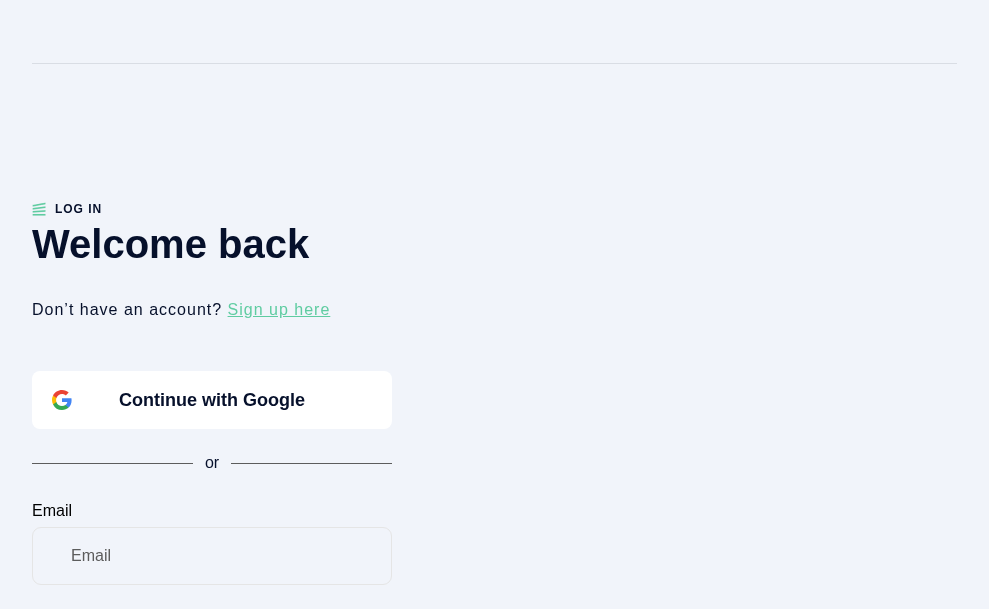 LOG IN
Welcome back
Don’t have an account? Sign up here
Continue with Google
or
Email
Email